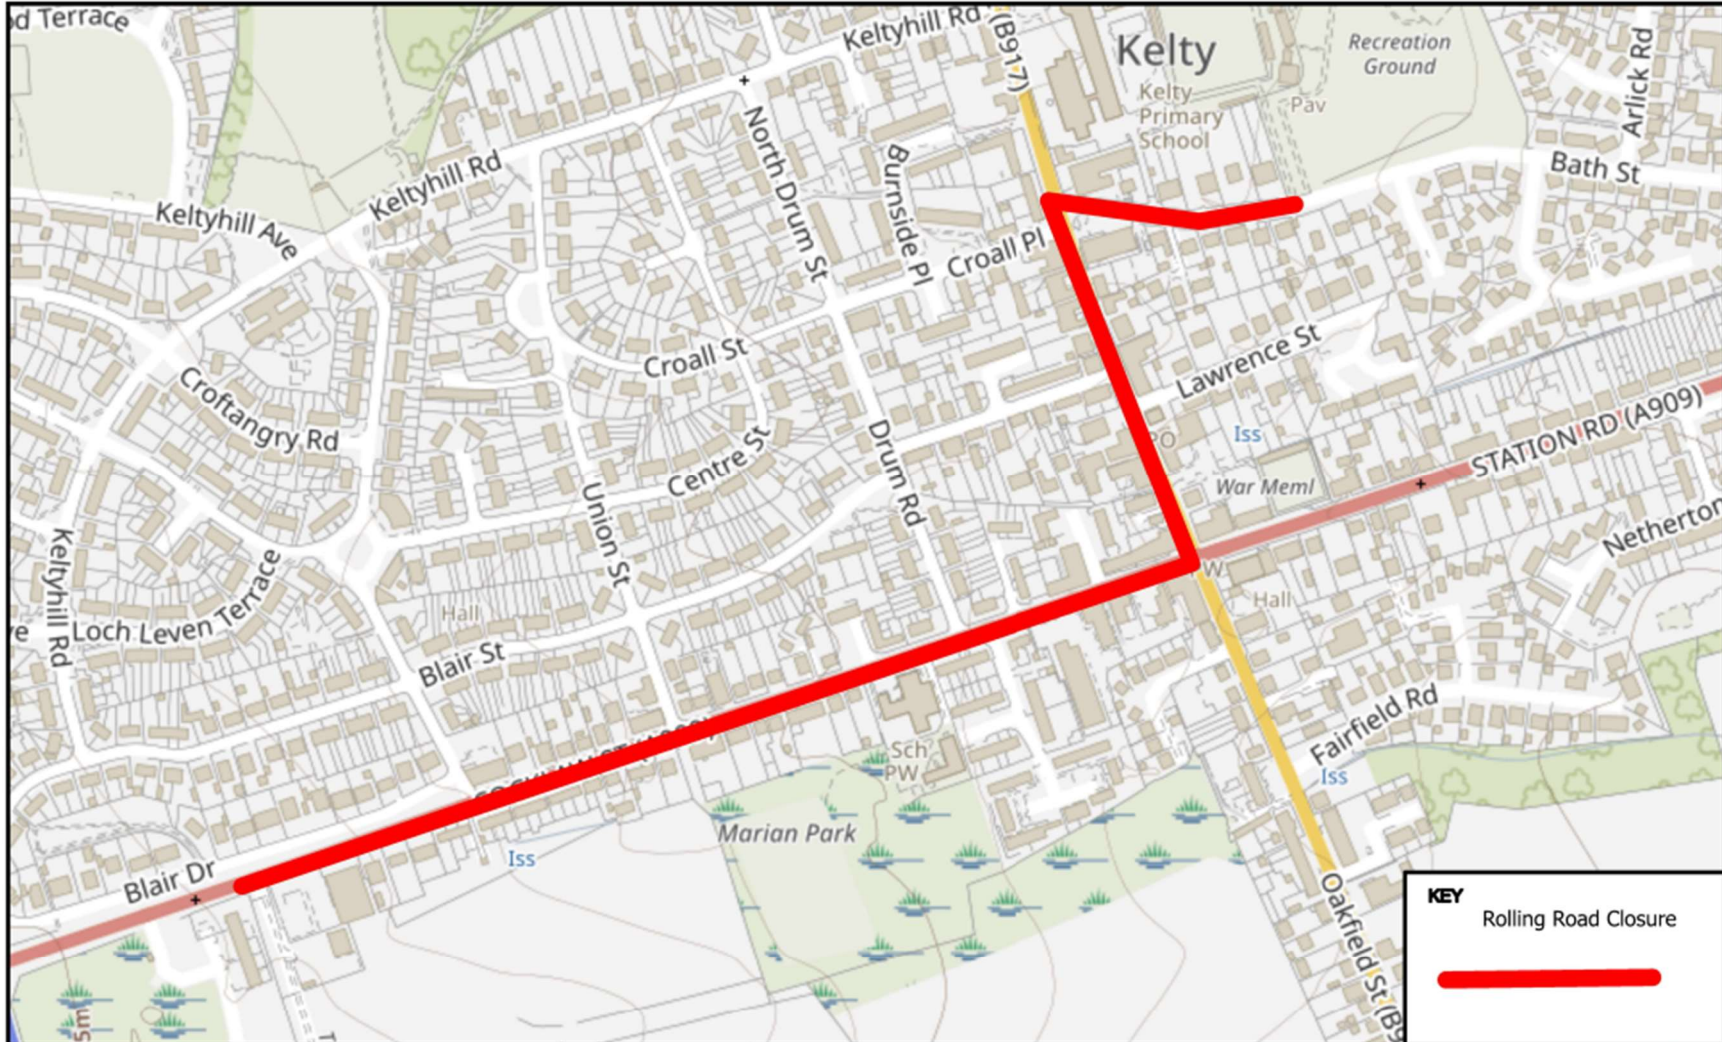 d Terrace
Keltyhill Rd
(B917)
Kelty
Recreation
Ground
Arlick Rd
Kelty
Primary
School
Pav
North Drum St
Burnside Pl
Bath St
Keltyhill Rd
Keltyhill Ave
Croall Pl
Croall St
Lawrence St
Croftangry Rd
STATION RD (A909)
Iss
PO
Drum Rd
Centre St
War Meml
Union St
Netherton
Keltyhill Rd
Loch Leven Terrace
ve
Hall
Hall
W
Blair St
Fairfield Rd
Sch
PW
Iss
Marian Park
Iss
Blair Dr
Oakfield St (B9
KEY
Rolling Road Closure
5m
T